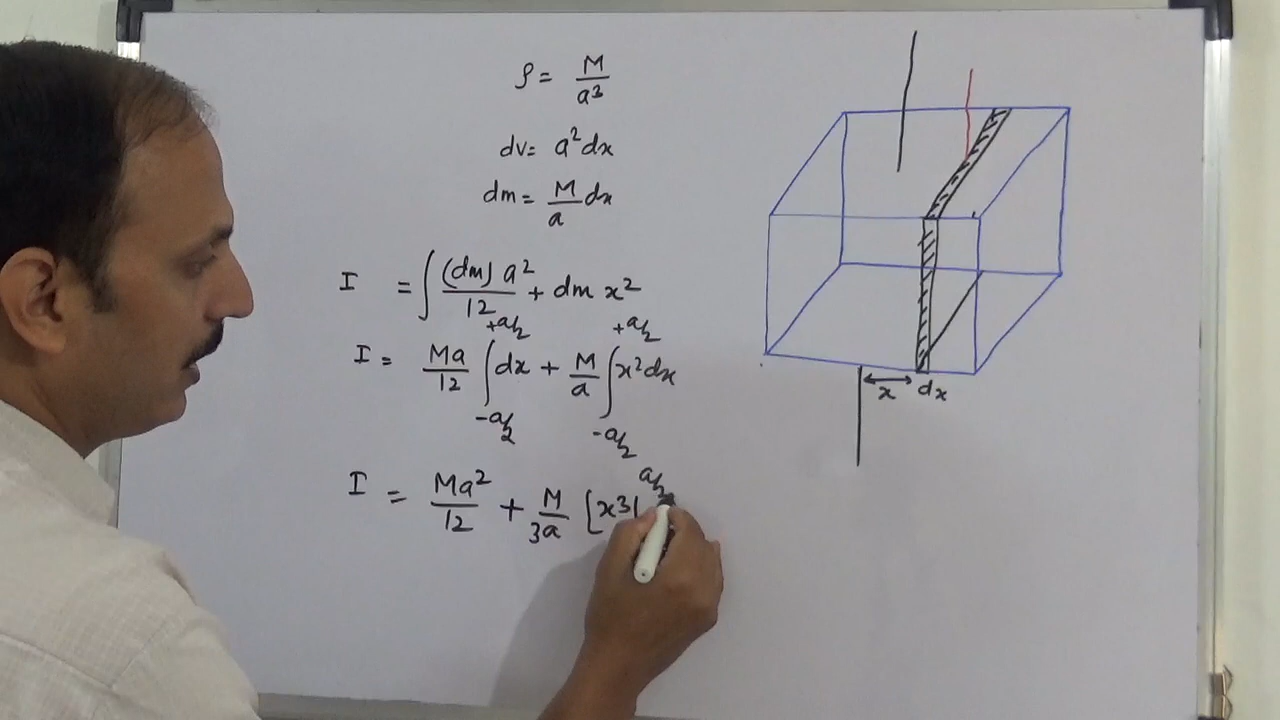 ρ = M/a³
dv = a²dx
dm = M/a dx
I = ∫ (dm) a²/12 + dm x²
I = Ma/12 ∫₋ₐ/₂⁺ᵃ/² dx + M/a ∫₋ₐ/₂⁺ᵃ/² x²dx
I = Ma²/12 + M/3a [x³| a/2
x dx